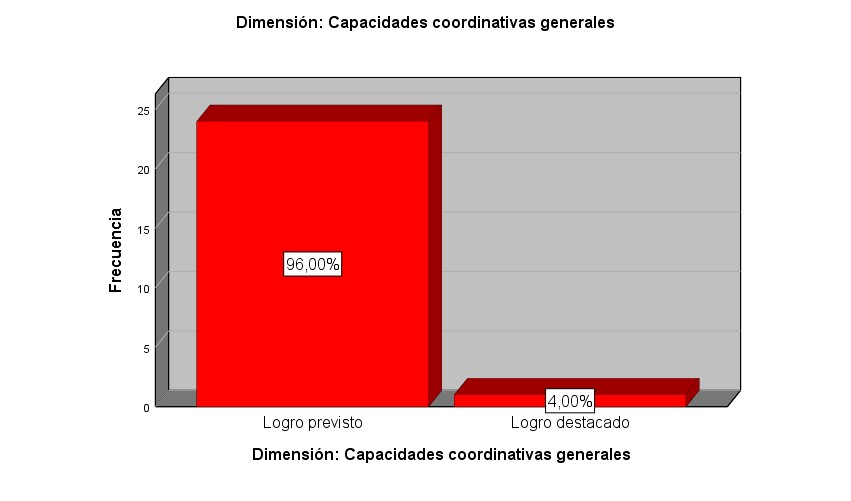 Dimensión: Capacidades coordinativas generales
25
20
15
10
5
0
Frecuencia
96,00%
4,00%
Logro previsto
Logro destacado
Dimensión: Capacidades coordinativas generales